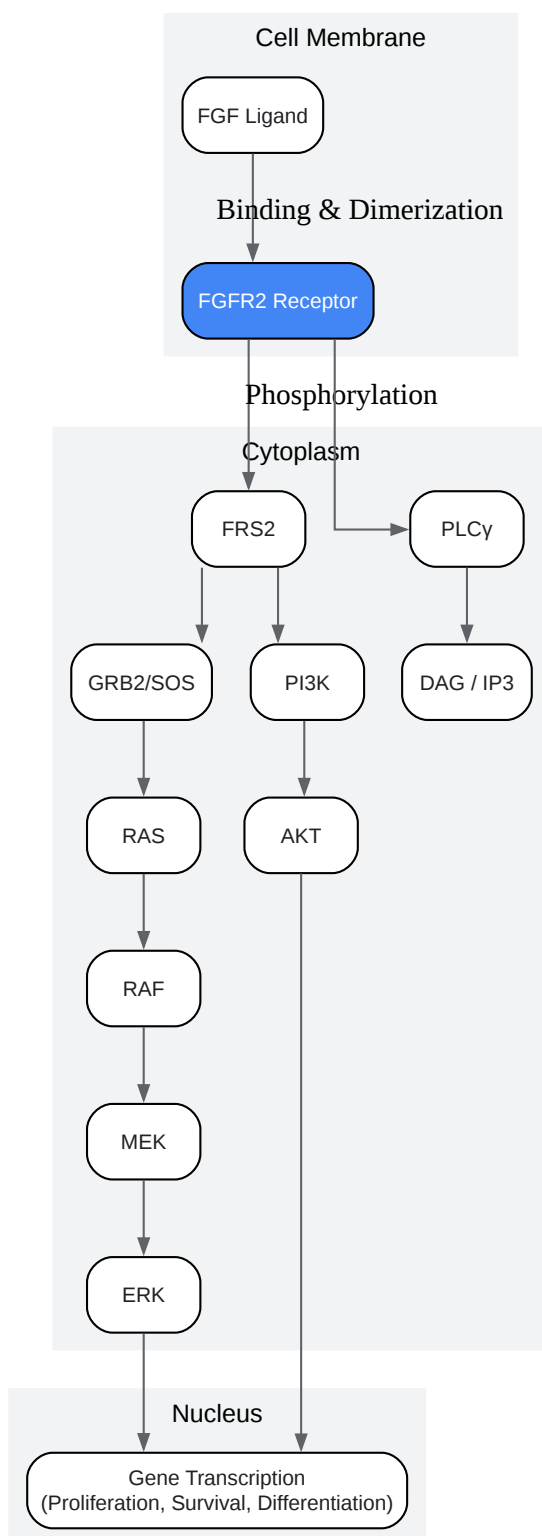 Cell Membrane
FGF Ligand
Binding & Dimerization
FGFR2 Receptor
Phosphorylation
Cytoplasm
FRS2
PLCγ
GRB2/SOS
PI3K
DAG / IP3
RAS
AKT
RAF
MEK
ERK
Nucleus
Gene Transcription
(Proliferation, Survival, Differentiation)